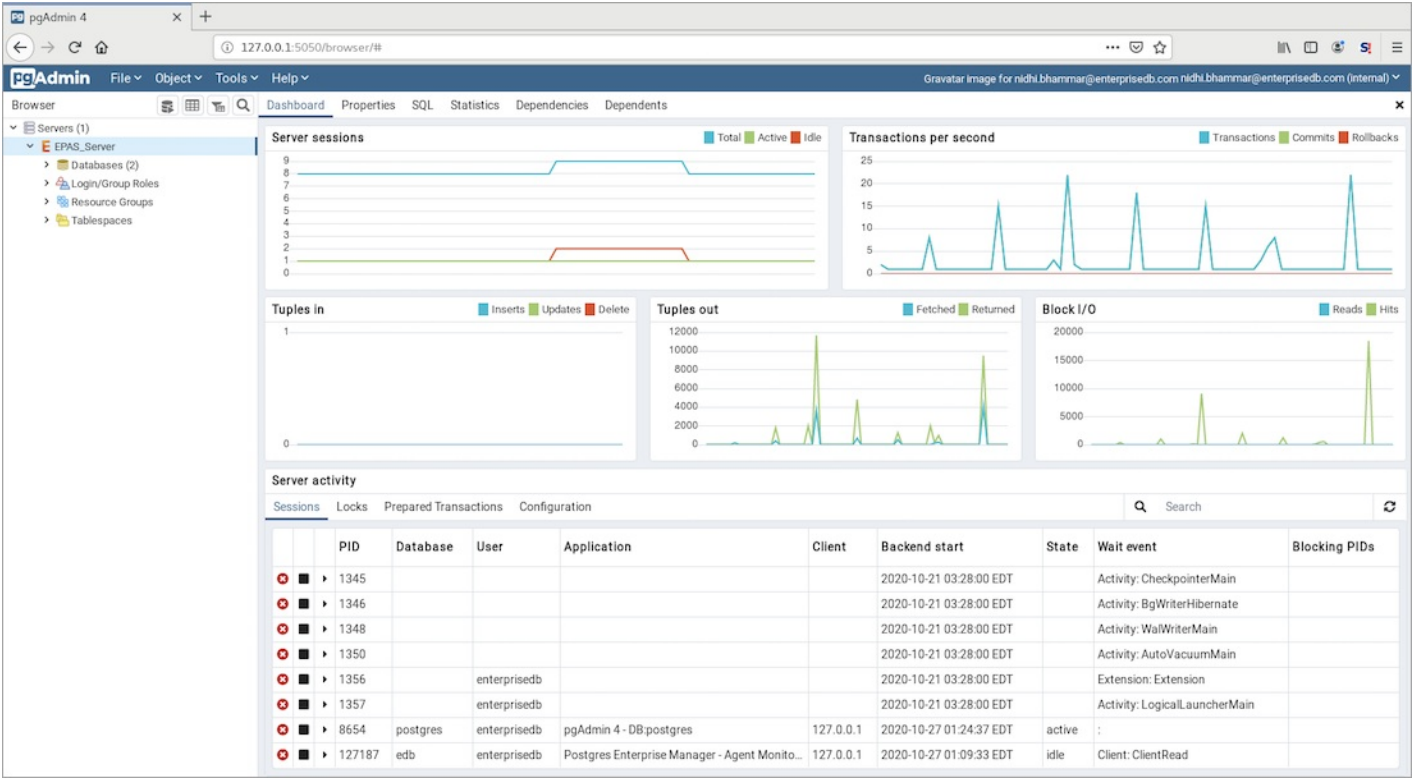 pgAdmin 4
127.0.0.1:5050/browser/#
pgAdmin File Object Tools Help Gravatar image for nidhi.bhammar@enterprisedb.com nidhi.bhammar@enterprisedb.com (internal)
Browser Dashboard Properties SQL Statistics Dependencies Dependents
Servers (1)
EPAS_Server
Databases (2)
Login/Group Roles
Resource Groups
Tablespaces
Server sessions Total Active Idle
9
8
7
6
5
4
3
2
1
0
Transactions per second Transactions Commits Rollbacks
25
20
15
10
5
0
Tuples in Inserts Updates Delete
1
0
Tuples out Fetched Returned
12000
10000
8000
6000
4000
2000
0
Block I/O Reads Hits
20000
15000
10000
5000
0
Server activity
Sessions Locks Prepared Transactions Configuration Search
PID Database User Application Client Backend start State Wait event Blocking PIDs
1345 2020-10-21 03:28:00 EDT Activity: CheckpointerMain
1346 2020-10-21 03:28:00 EDT Activity: BgWriterHibernate
1348 2020-10-21 03:28:00 EDT Activity: WalWriterMain
1350 2020-10-21 03:28:00 EDT Activity: AutoVacuumMain
1356 enterprisedb 2020-10-21 03:28:00 EDT Extension: Extension
1357 enterprisedb 2020-10-21 03:28:00 EDT Activity: LogicalLauncherMain
8654 postgres enterprisedb pgAdmin 4 - DB:postgres 127.0.0.1 2020-10-27 01:24:37 EDT active :
127187 edb enterprisedb Postgres Enterprise Manager - Agent Monito... 127.0.0.1 2020-10-27 01:09:33 EDT idle Client: ClientRead